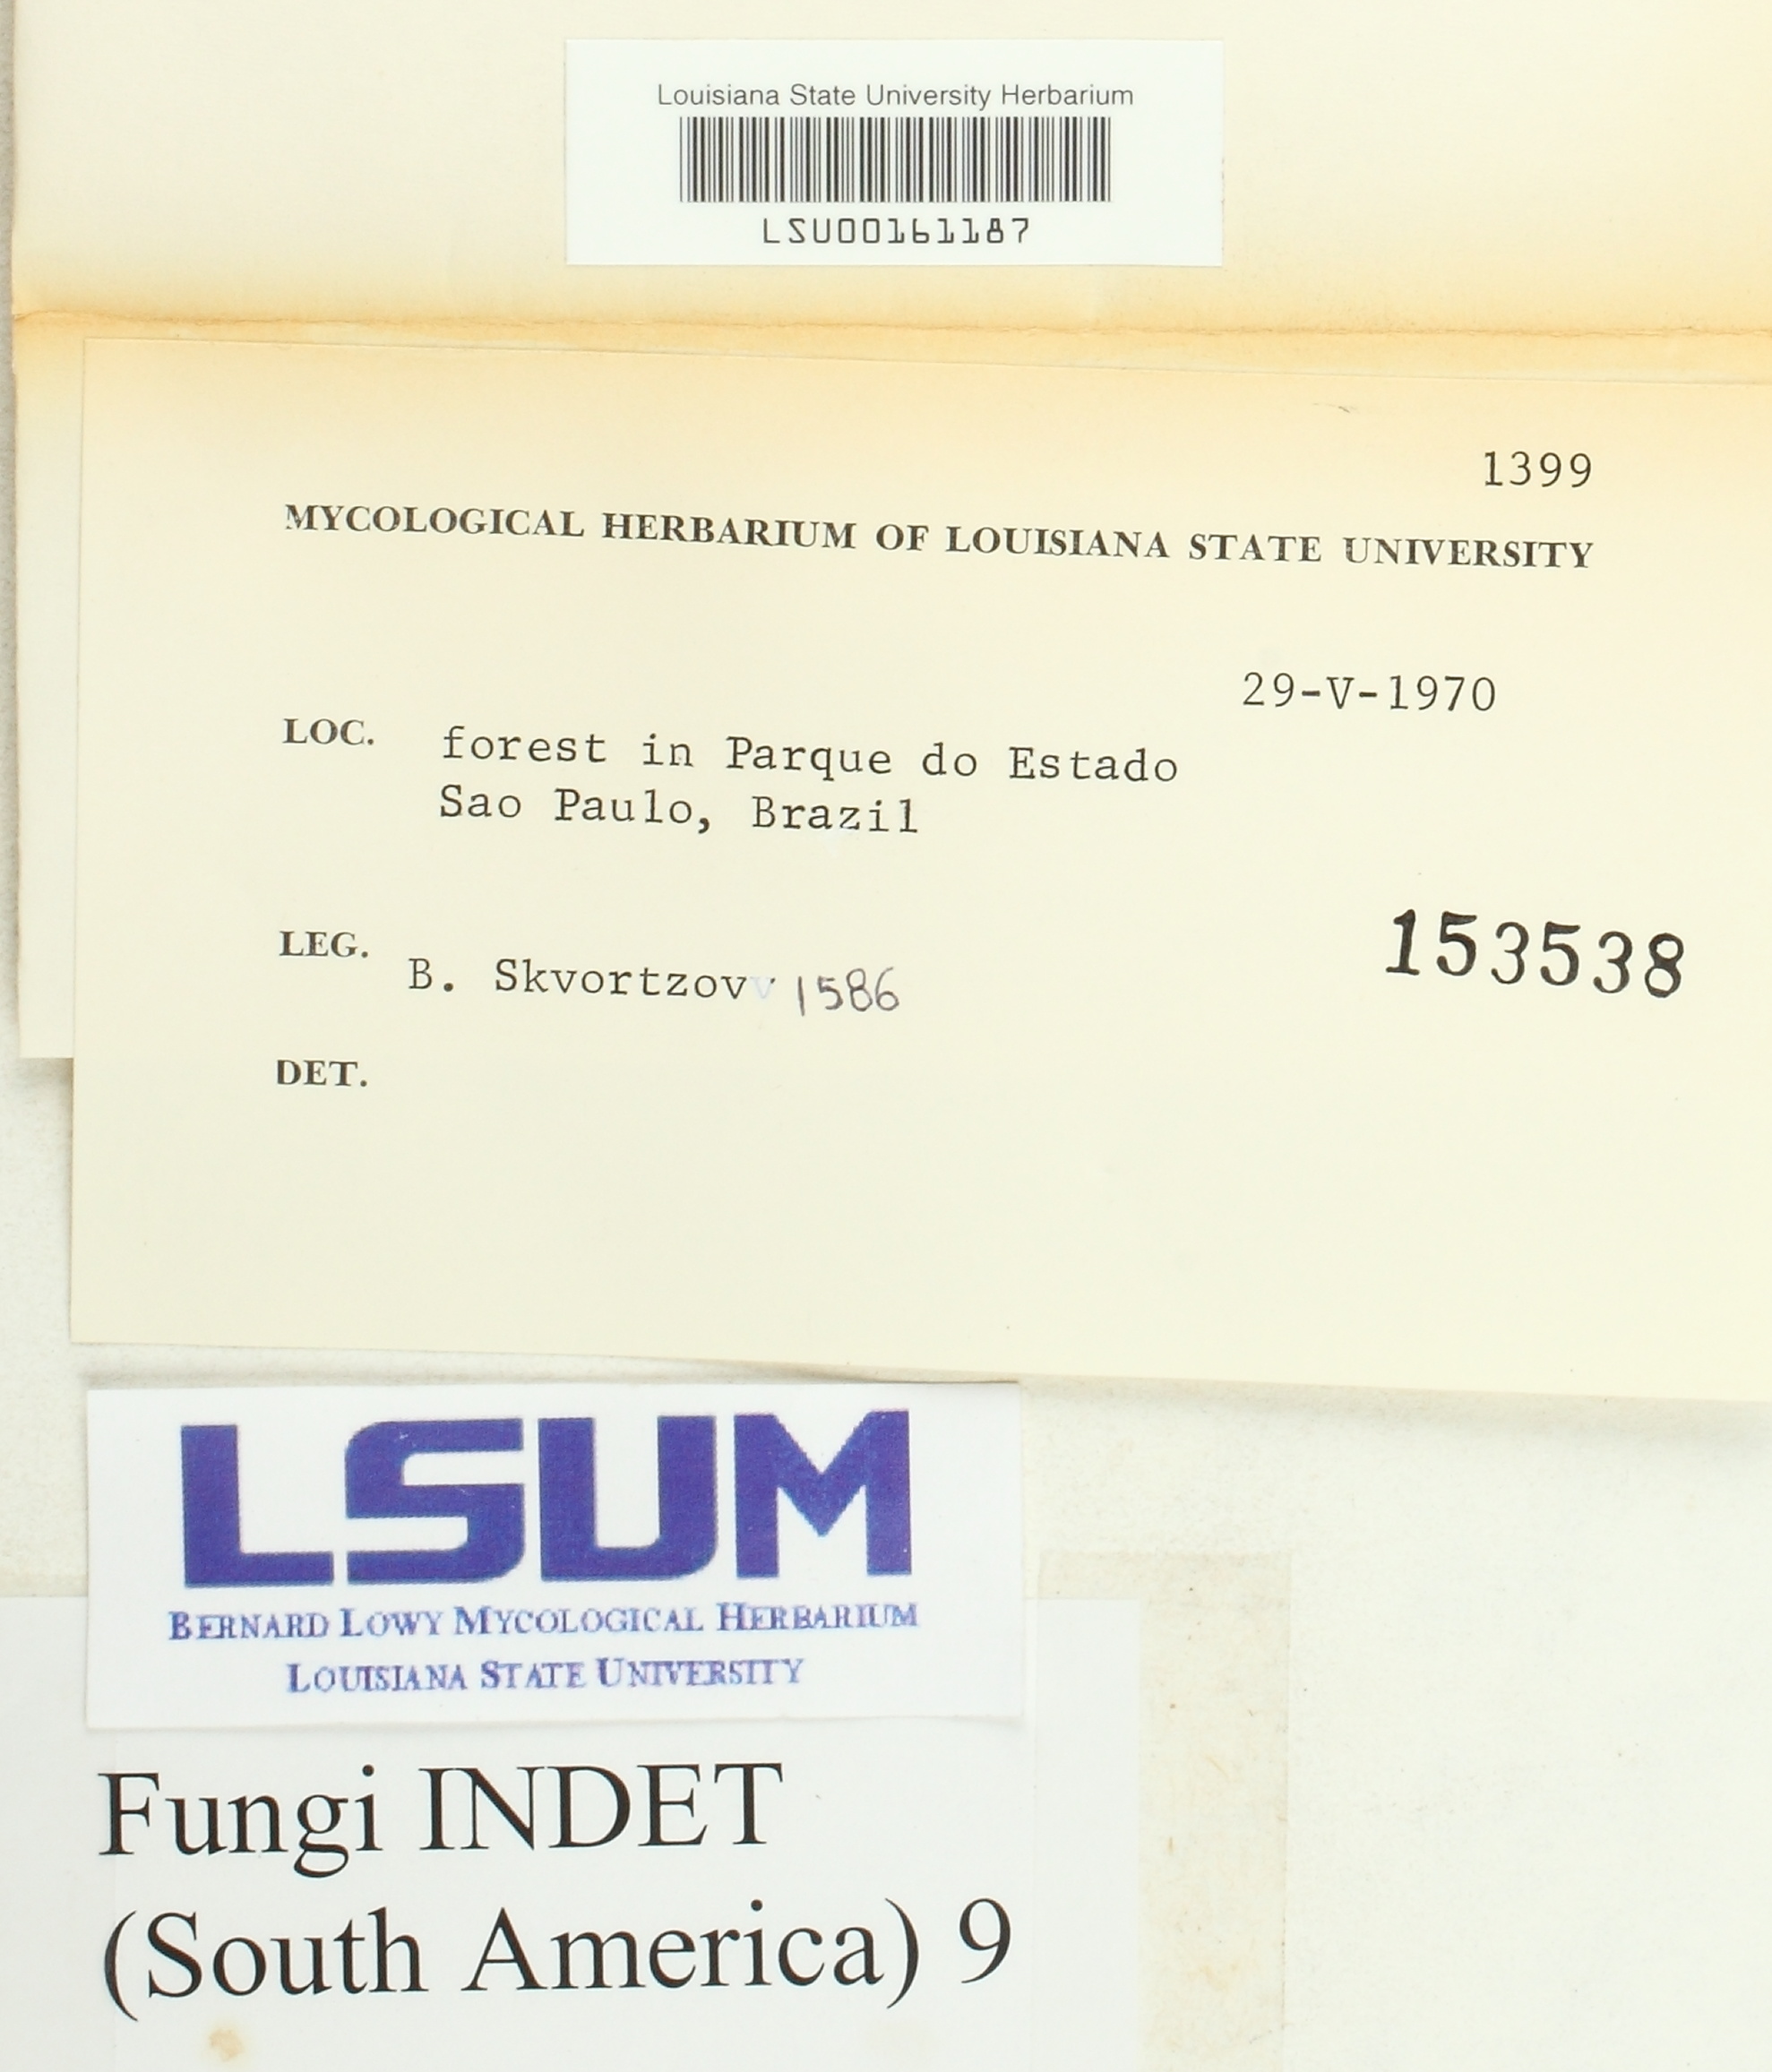 Louisiana State University Herbarium
LSU00161187
1399
MYCOLOGICAL HERBARIUM OF LOUISIANA STATE UNIVERSITY
29-V-1970
LOC. forest in Parque do Estado
Sao Paulo, Brazil
153538
LEG. B. Skvortzov 1586
DET.
LSUM
BERNARD LOWY MYCOLOGICAL HERBARIUM
LOUISIANA STATE UNIVERSITY
Fungi INDET
(South America) 9